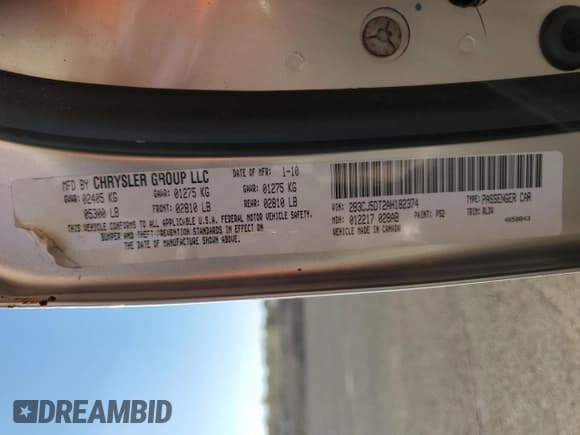 MFD BY CHRYSLER GROUP LLC
DATE OF MFR: 1-10
GVWR: 02405 KG GAWR: 01275 KG GAWR: 01275 KG
05300 LB FRONT: 02810 LB REAR: 02810 LB
THIS VEHICLE CONFORMS TO ALL APPLICABLE U.S.A. FEDERAL MOTOR VEHICLE SAFETY,
BUMPER AND THEFT PREVENTION STANDARDS IN EFFECT ON
THE DATE OF MANUFACTURE SHOWN ABOVE.
VIN: 2B3CJ5DT2AH182374
TYPE: PASSENGER CAR
MDH: 012217 028AB PAINT: PS2 TRIM: DLDA
VEHICLE MADE IN CANADA
DREAMBID